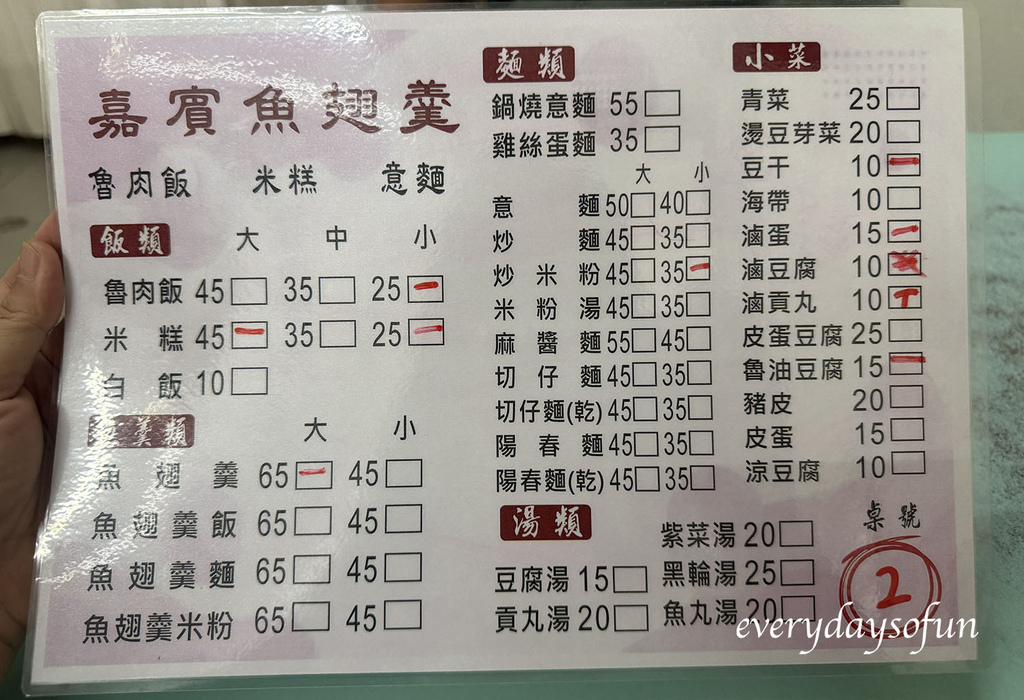 嘉賓魚翅羹
魯肉飯 米糕 意麵
飯類 大 中 小
魯肉飯 45 35 25 一
米糕 45 一 35 25 一
白飯 10
羹類 大 小
魚翅羹 65 一 45
魚翅羹飯 65 45
魚翅羹麵 65 45
魚翅羹米粉 65 45
麵類
鍋燒意麵 55
雞絲蛋麵 35
大 小
意麵 50 40
炒麵 45 35
炒米粉 45 35 一
米粉湯 45 35
麻醬麵 55 45
切仔麵 45 35
切仔麵(乾) 45 35
陽春麵 45 35
陽春麵(乾) 45 35
湯類
豆腐湯 15
貢丸湯 20
紫菜湯 20
黑輪湯 25
魚丸湯 20
小菜
青菜 25
燙豆芽菜 20
豆干 10 一
海帶 10
滷蛋 15 一
滷豆腐 10
滷貢丸 10 T
皮蛋豆腐 25
魯油豆腐 15 一
豬皮 20
皮蛋 15
涼豆腐 10
桌號
2
everydaysofun